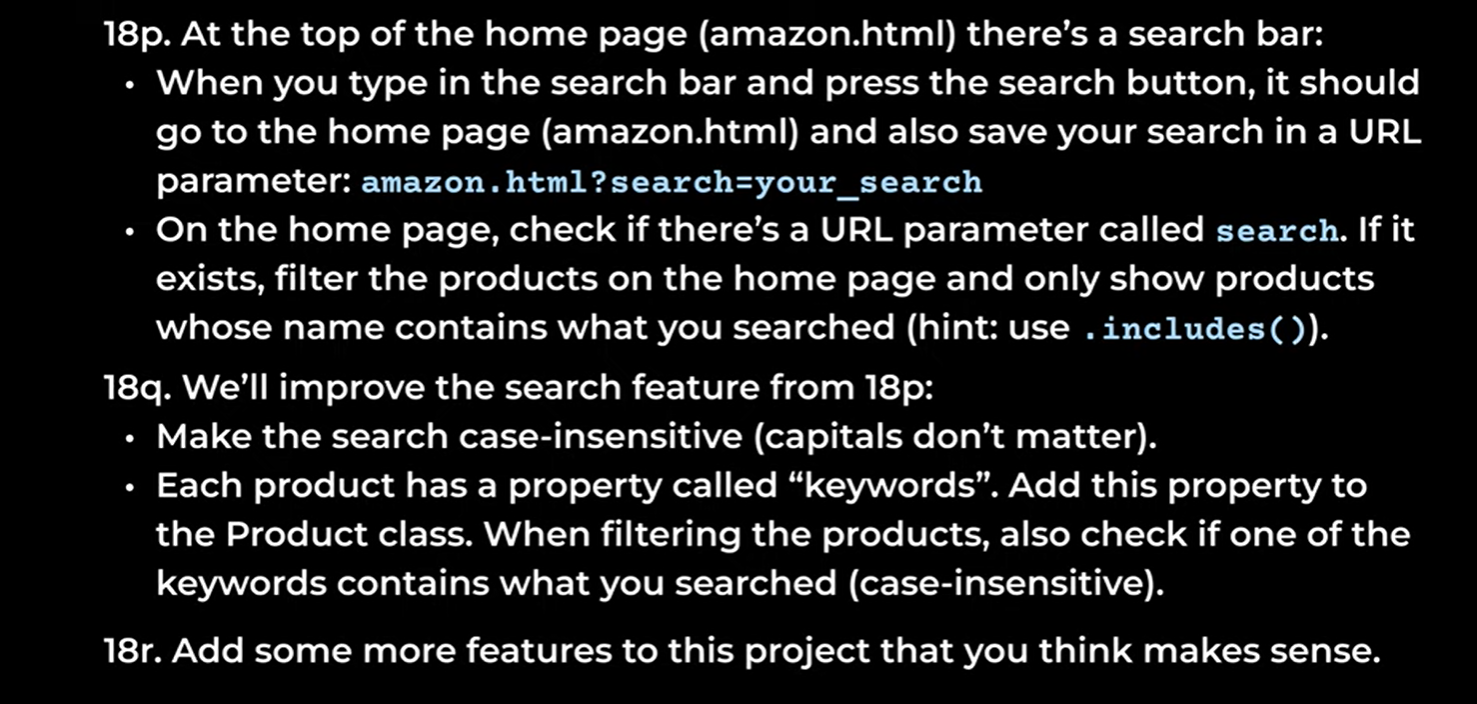 18p. At the top of the home page (amazon.html) there’s a search bar:
• When you type in the search bar and press the search button, it should
go to the home page (amazon.html) and also save your search in a URL
parameter: amazon.html?search=your_search
• On the home page, check if there’s a URL parameter called search. If it
exists, filter the products on the home page and only show products
whose name contains what you searched (hint: use .includes()).
18q. We’ll improve the search feature from 18p:
• Make the search case-insensitive (capitals don’t matter).
• Each product has a property called “keywords”. Add this property to
the Product class. When filtering the products, also check if one of the
keywords contains what you searched (case-insensitive).
18r. Add some more features to this project that you think makes sense.